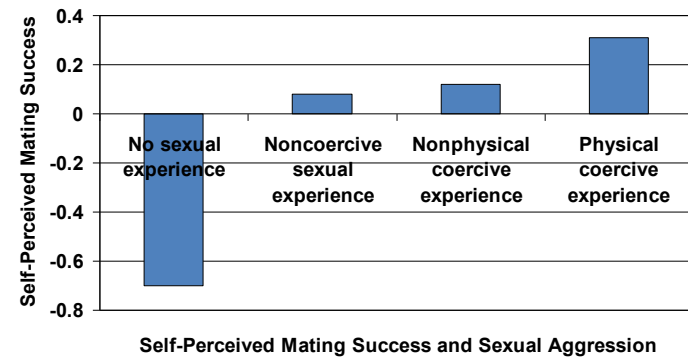 Self-Perceived Mating Success
0.4
0.2
0
-0.2
-0.4
-0.6
-0.8
No sexual
experience
Noncoercive
sexual
experience
Nonphysical
coercive
experience
Physical
coercive
experience
Self-Perceived Mating Success and Sexual Aggression